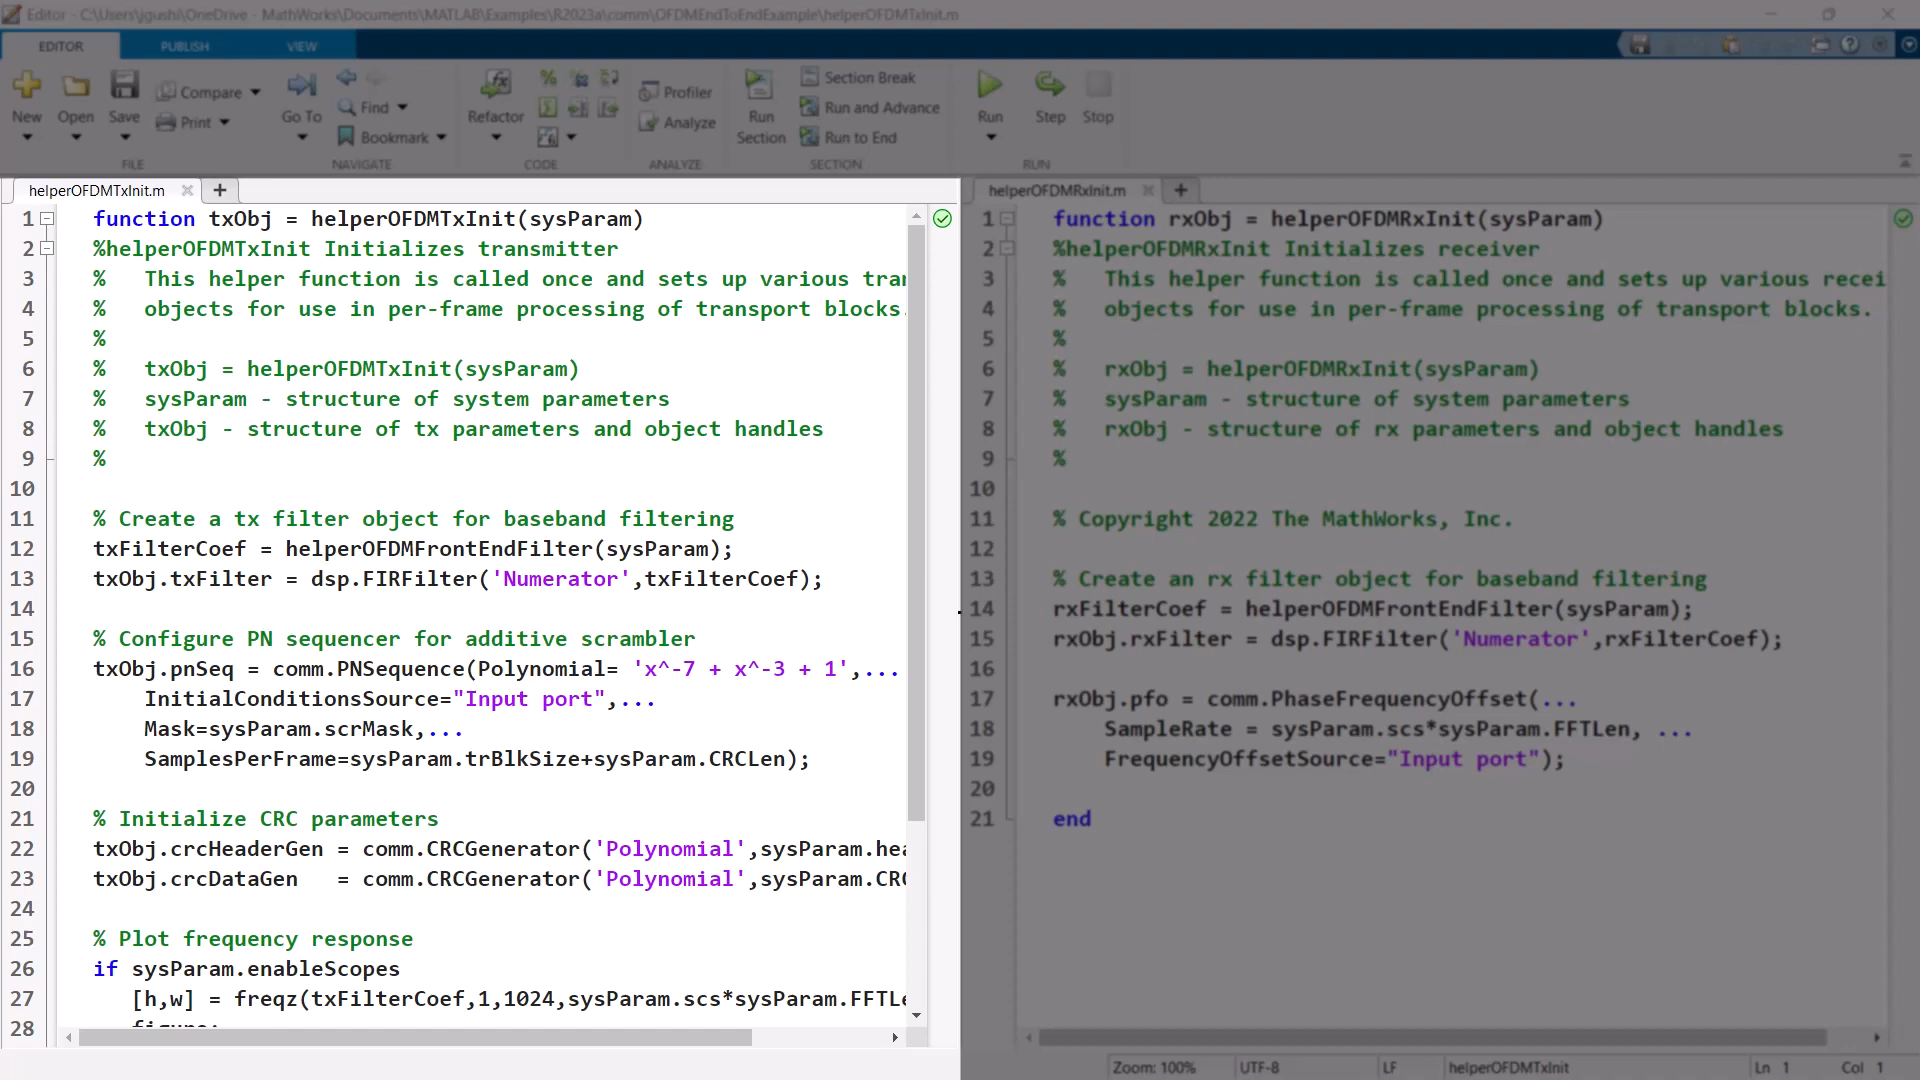 Editor - C:\Users\jgushi\OneDrive - MathWorks\Documents\MATLAB\Examples\R2023a\comm\OFDMEndToEndExample\helperOFDMTxInit.m
EDITOR PUBLISH VIEW
New Open Save Compare Print
FILE
Go To Find Bookmark
NAVIGATE
Refactor
CODE
Profiler Analyze
ANALYZE
Run Section Section Break Run and Advance Run to End
SECTION
Run Step Stop
RUN
helperOFDMTxInit.m
1 function txObj = helperOFDMTxInit(sysParam)
2 %helperOFDMTxInit Initializes transmitter
3 %   This helper function is called once and sets up various tran
4 %   objects for use in per-frame processing of transport blocks.
5 %
6 %   txObj = helperOFDMTxInit(sysParam)
7 %   sysParam - structure of system parameters
8 %   txObj - structure of tx parameters and object handles
9 %
10
11 % Create a tx filter object for baseband filtering
12 txFilterCoef = helperOFDMFrontEndFilter(sysParam);
13 txObj.txFilter = dsp.FIRFilter('Numerator',txFilterCoef);
14
15 % Configure PN sequencer for additive scrambler
16 txObj.pnSeq = comm.PNSequence(Polynomial= 'x^-7 + x^-3 + 1',...
17     InitialConditionsSource="Input port",...
18     Mask=sysParam.scrMask,...
19     SamplesPerFrame=sysParam.trBlkSize+sysParam.CRCLen);
20
21 % Initialize CRC parameters
22 txObj.crcHeaderGen = comm.CRCGenerator('Polynomial',sysParam.hea
23 txObj.crcDataGen   = comm.CRCGenerator('Polynomial',sysParam.CRC
24
25 % Plot frequency response
26 if sysParam.enableScopes
27    [h,w] = freqz(txFilterCoef,1,1024,sysParam.scs*sysParam.FFTLe
28    figure;
helperOFDMRxInit.m
1 function rxObj = helperOFDMRxInit(sysParam)
2 %helperOFDMRxInit Initializes receiver
3 %   This helper function is called once and sets up various recei
4 %   objects for use in per-frame processing of transport blocks.
5 %
6 %   rxObj = helperOFDMRxInit(sysParam)
7 %   sysParam - structure of system parameters
8 %   rxObj - structure of rx parameters and object handles
9 %
10
11 % Copyright 2022 The MathWorks, Inc.
12
13 % Create an rx filter object for baseband filtering
14 rxFilterCoef = helperOFDMFrontEndFilter(sysParam);
15 rxObj.rxFilter = dsp.FIRFilter('Numerator',rxFilterCoef);
16
17 rxObj.pfo = comm.PhaseFrequencyOffset(...
18     SampleRate = sysParam.scs*sysParam.FFTLen, ...
19     FrequencyOffsetSource="Input port");
20
21 end
Zoom: 100% UTF-8 LF helperOFDMTxInit Ln 1 Col 1